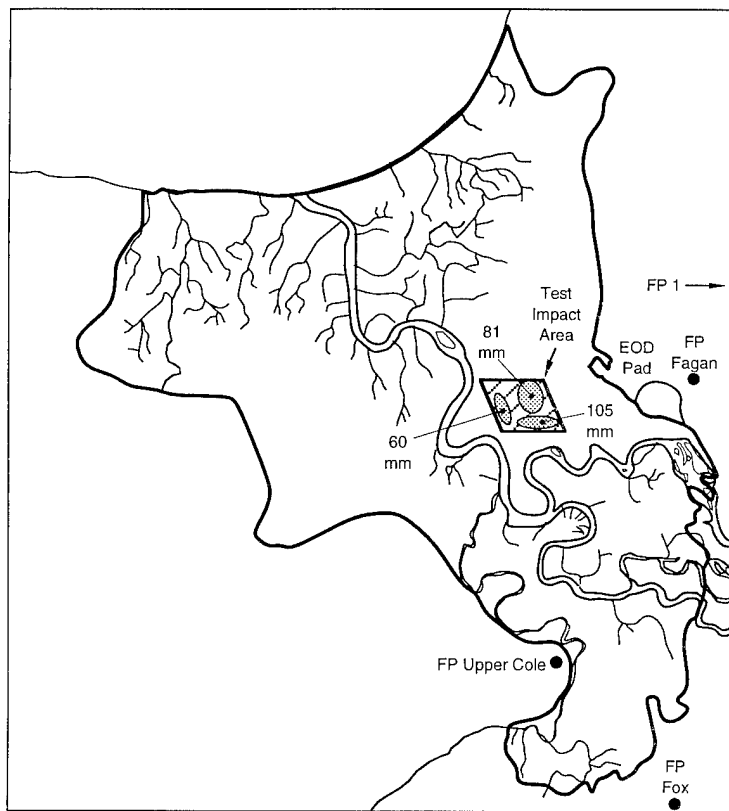 FP 1
Test
Impact
Area
81
mm
EOD
Pad
FP
Fagan
105
mm
60
mm
FP Upper Cole
FP
Fox